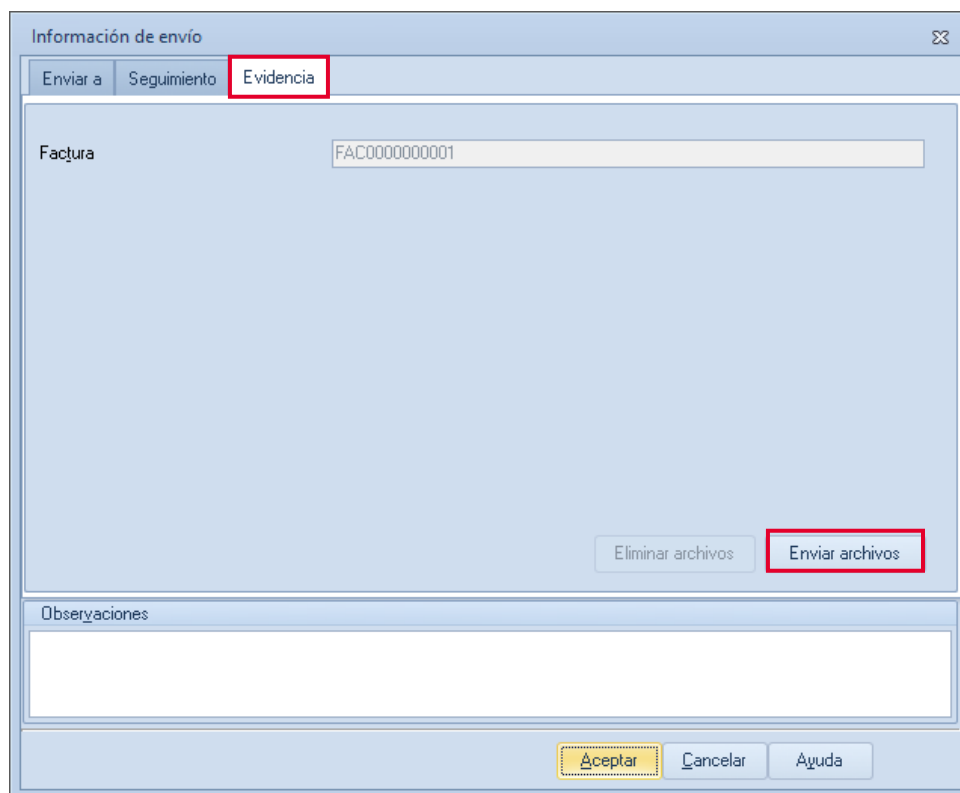 Información de envío
Enviar a Seguimiento Evidencia
Factura FAC0000000001
Eliminar archivos Enviar archivos
Observaciones
Aceptar Cancelar Ayuda